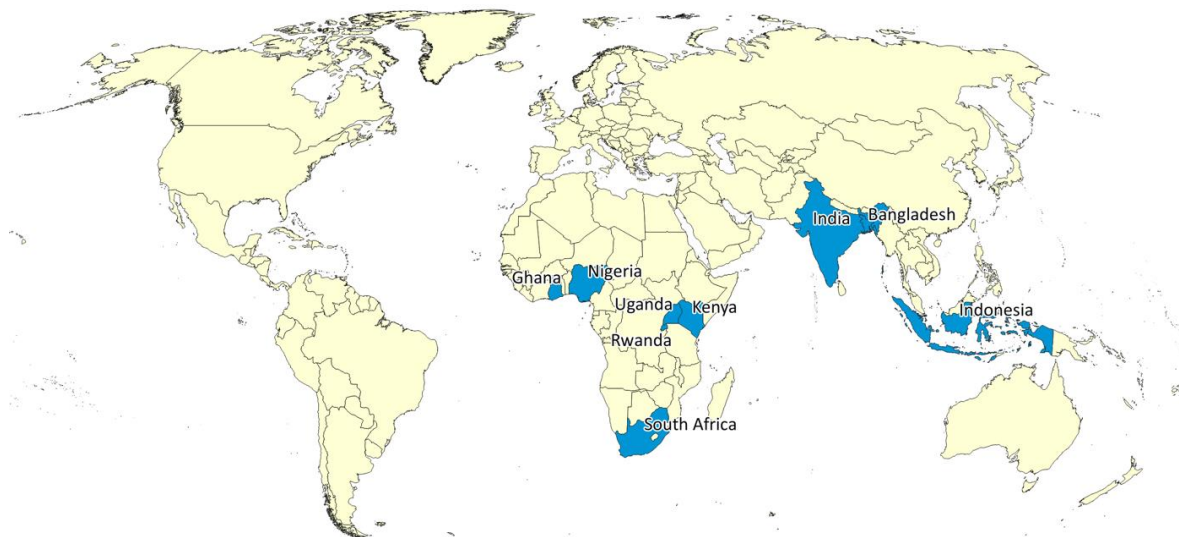 India
Bangladesh
Ghana
Nigeria
Uganda
Kenya
Indonesia
Rwanda
South Africa